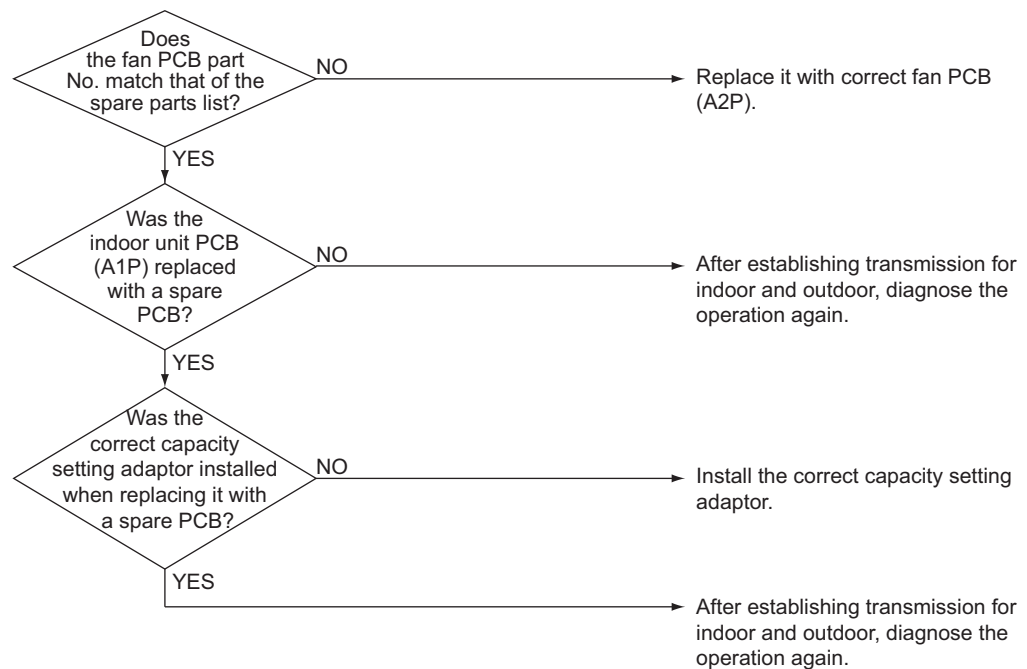 Does
the fan PCB part
No. match that of the
spare parts list?
NO
Replace it with correct fan PCB
(A2P).
YES
Was the
indoor unit PCB
(A1P) replaced
with a spare
PCB?
NO
After establishing transmission for
indoor and outdoor, diagnose the
operation again.
YES
Was the
correct capacity
setting adaptor installed
when replacing it with
a spare PCB?
NO
Install the correct capacity setting
adaptor.
YES
After establishing transmission for
indoor and outdoor, diagnose the
operation again.